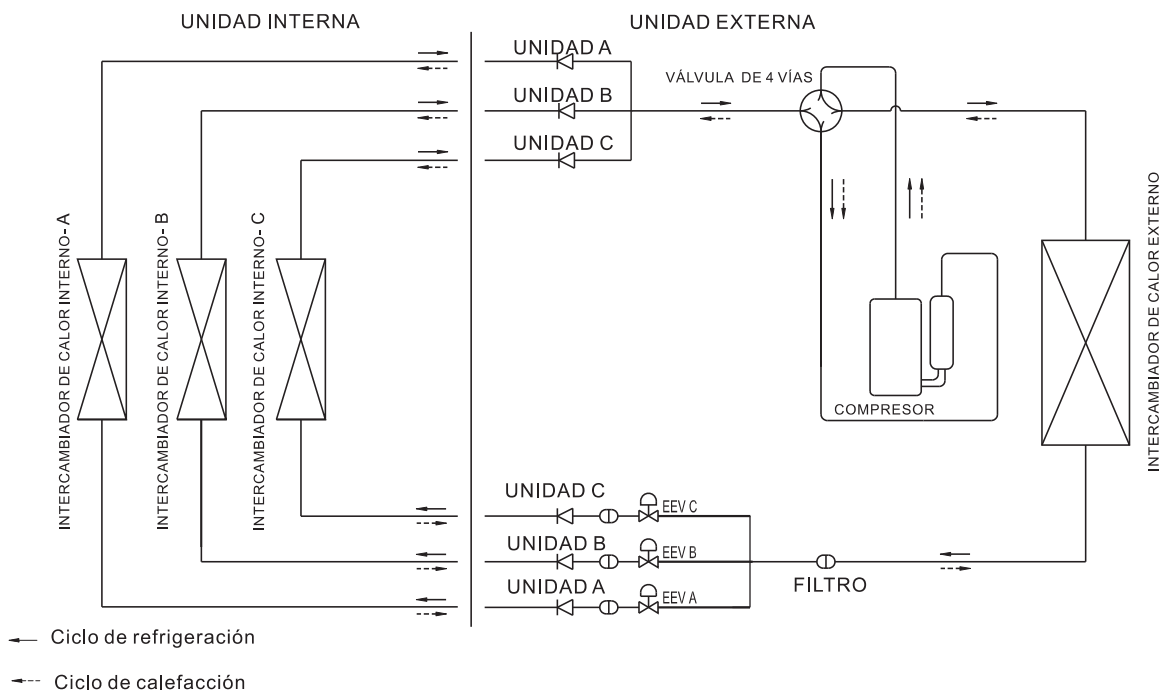 UNIDAD INTERNA
UNIDAD EXTERNA
UNIDAD A
UNIDAD B
UNIDAD C
VÁLVULA DE 4 VÍAS
INTERCAMBIADOR DE CALOR INTERNO-A
INTERCAMBIADOR DE CALOR INTERNO-B
INTERCAMBIADOR DE CALOR INTERNO-C
COMPRESOR
INTERCAMBIADOR DE CALOR EXTERNO
UNIDAD C
EEV C
UNIDAD B
EEV B
UNIDAD A
EEV A
FILTRO
Ciclo de refrigeración
Ciclo de calefacción